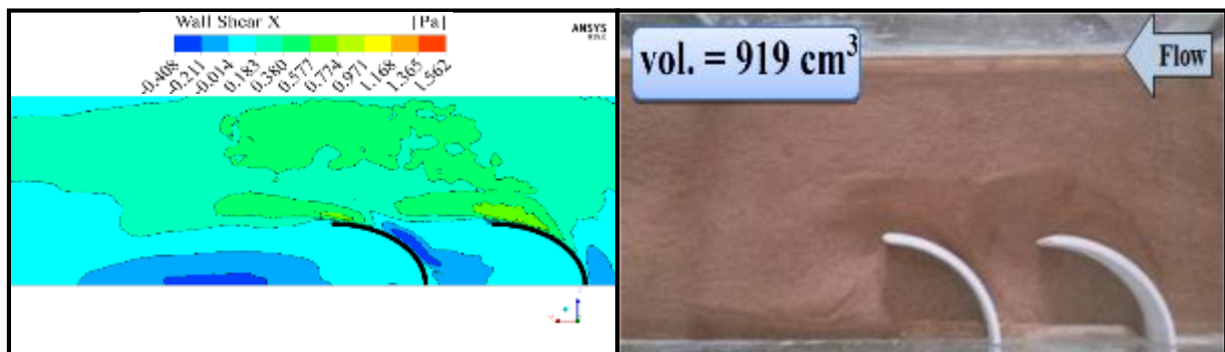 Wall Shear X [Pa]
ANSYS
-0.408
-0.211
-0.014
0.183
0.380
0.577
0.774
0.971
1.168
1.365
1.562
vol. = 919 cm³
Flow